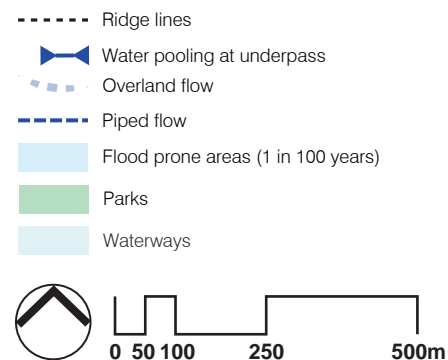 Ridge lines
Water pooling at underpass
Overland flow
Piped flow
Flood prone areas (1 in 100 years)
Parks
Waterways
0 50 100 250 500m